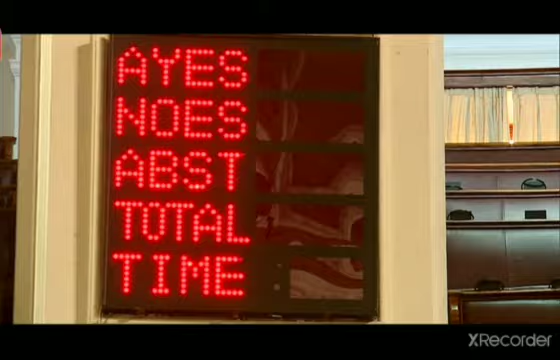 AYES
NOES
ABST
TOTAL
TIME
XRecorder